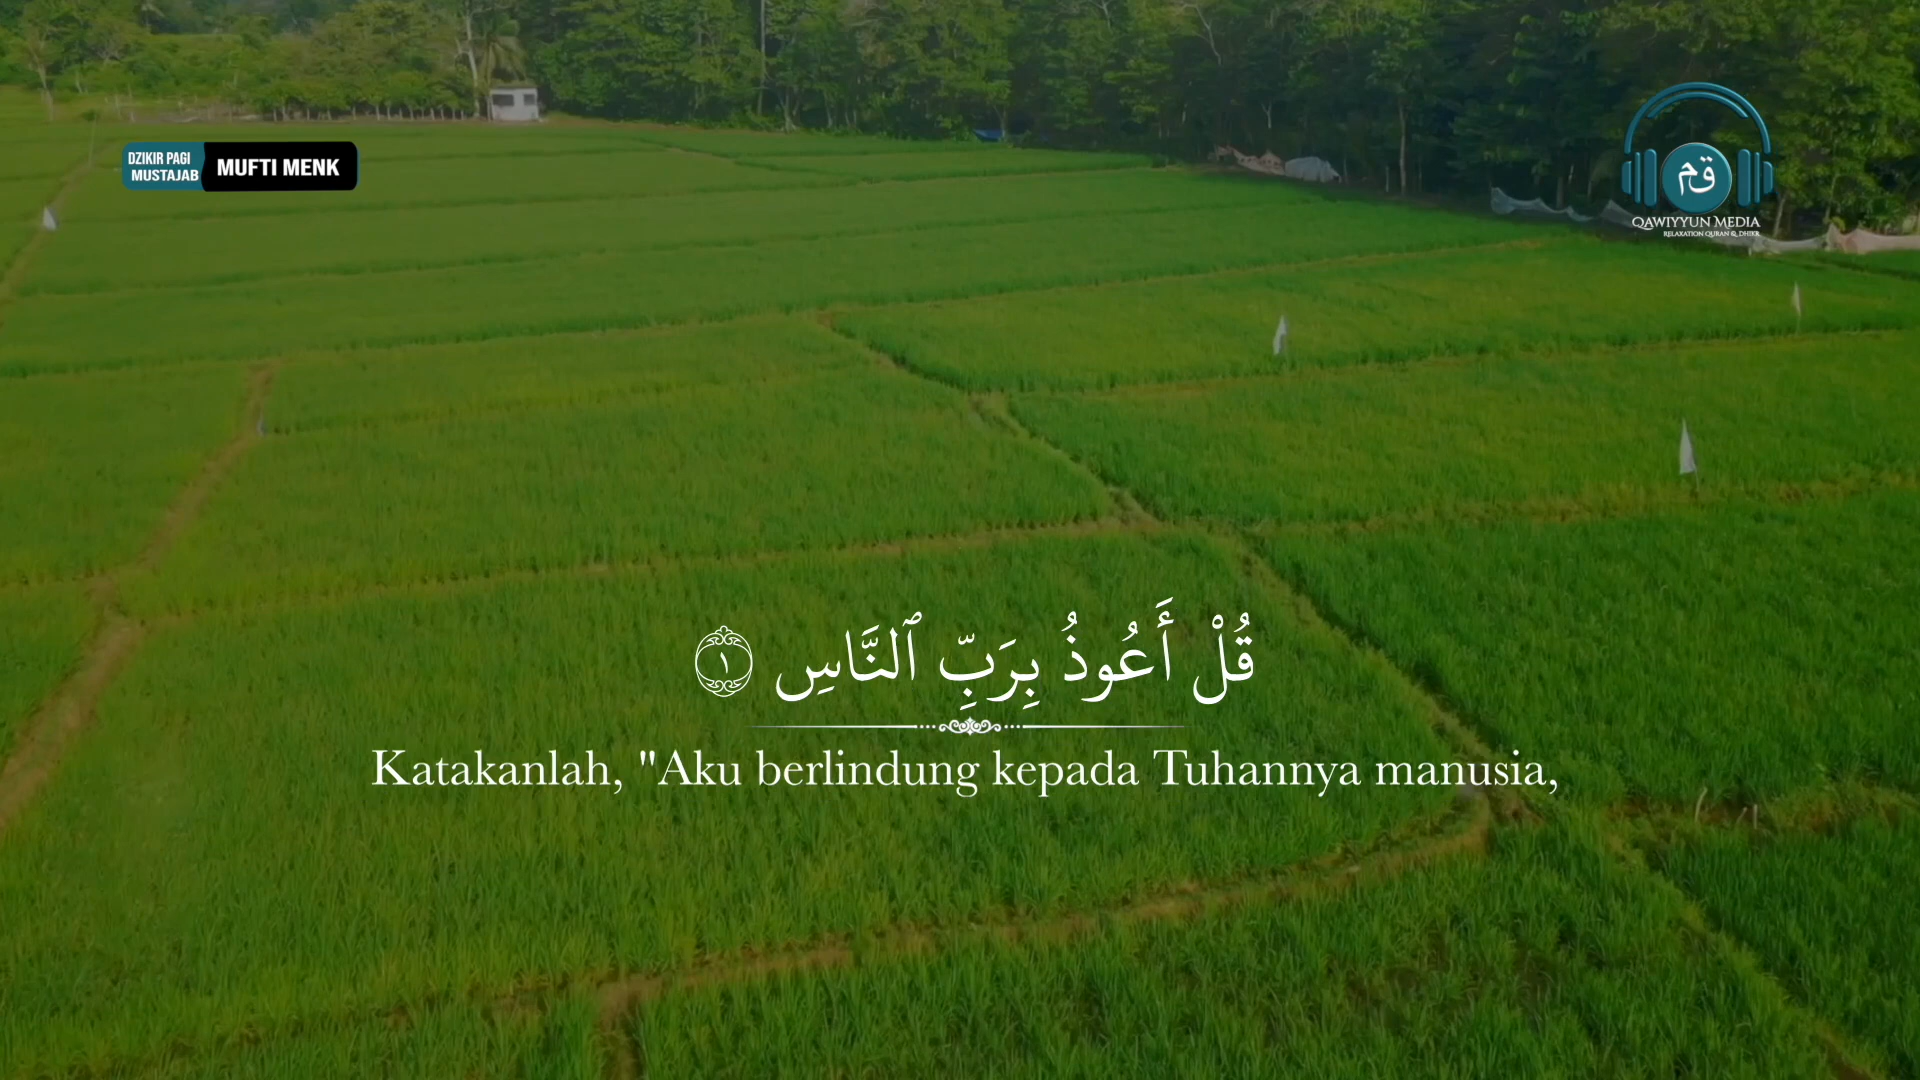 DZIKIR PAGI
MUSTAJAB
MUFTI MENK
قم
QAWIYYUN MEDIA
RELAXATION QURAN & DHIKR
قُلْ أَعُوذُ بِرَبِّ ٱلنَّاسِ ١
Katakanlah, "Aku berlindung kepada Tuhannya manusia,